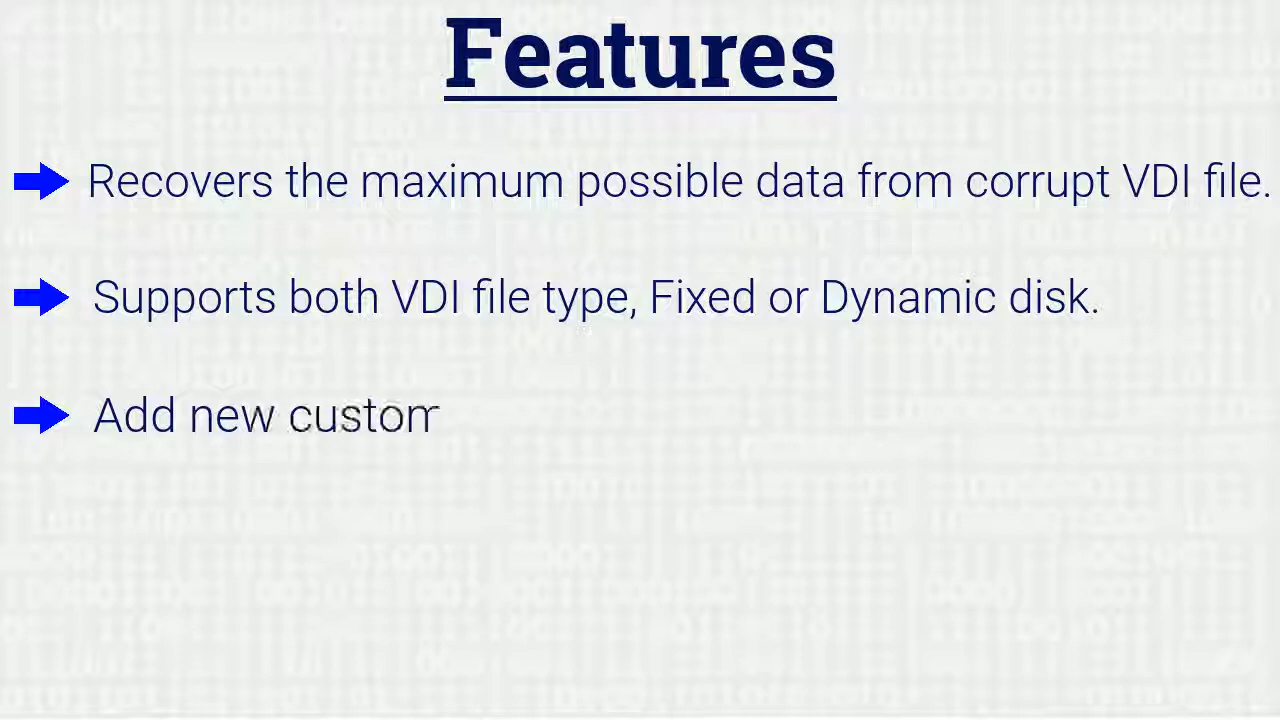 Features
Recovers the maximum possible data from corrupt VDI file.
Supports both VDI file type, Fixed or Dynamic disk.
Add new